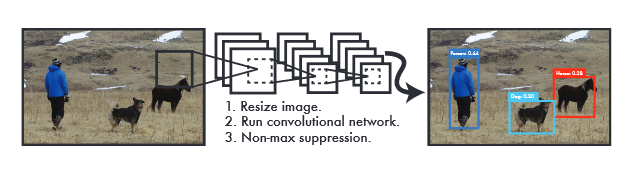 1. Resize image.
2. Run convolutional network.
3. Non-max suppression.
Person: 0.64
Horse: 0.28
Dog: 0.30